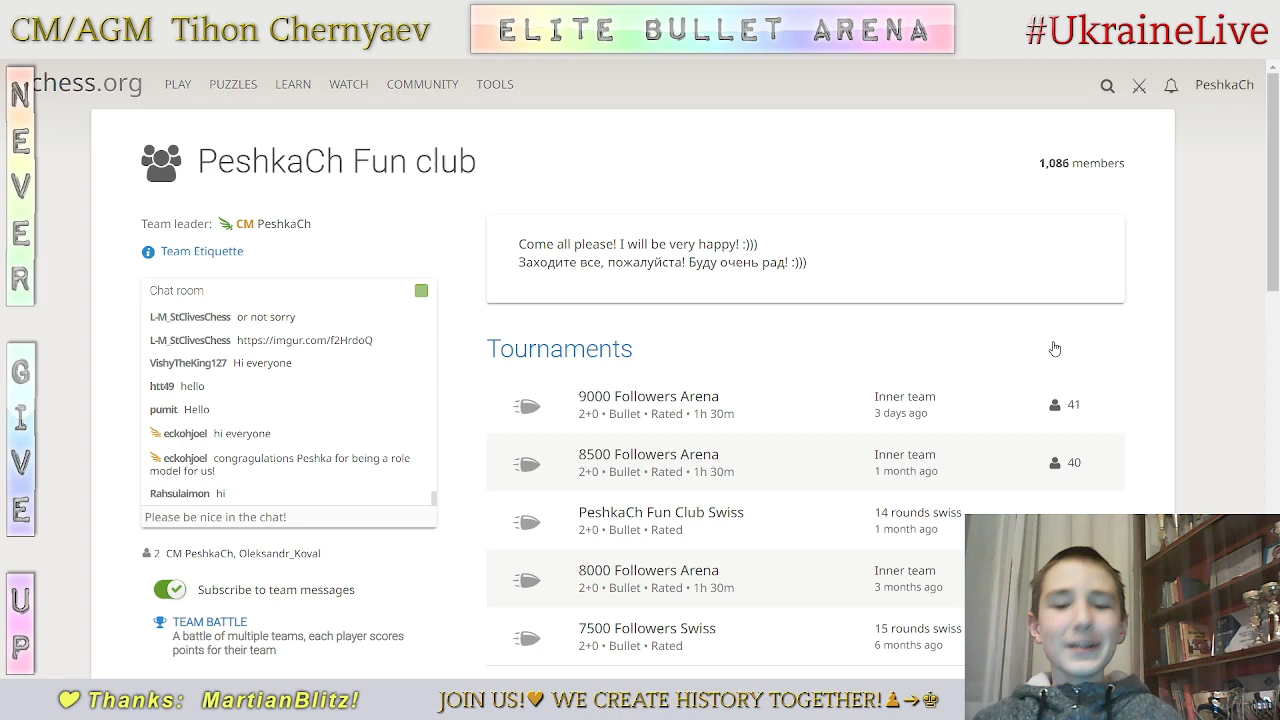 CM/AGM Tihon Chernyaev
ELITE BULLET ARENA
#UkraineLive
NEVER
GIVE
UP
chess.org
PLAY PUZZLES LEARN WATCH COMMUNITY TOOLS
PeshkaCh
PeshkaCh Fun club
1,086 members
Team leader: CM PeshkaCh
Team Etiquette
Chat room
L-M_StClivesChess or not sorry
L-M_StClivesChess https://imgur.com/f2HrdoQ
VishyTheKing127 Hi everyone
htt49 hello
purnit Hello
eckohjoel hi everyone
eckohjoel congragulations Peshka for being a role
model for us!
Rahsulaimon hi
Please be nice in the chat!
2 CM PeshkaCh, Oleksandr_Koval
Subscribe to team messages
TEAM BATTLE
A battle of multiple teams, each player scores
points for their team
Come all please! I will be very happy! :)))
Заходите все, пожалуйста! Буду очень рад! :)))
Tournaments
9000 Followers Arena
2+0 • Bullet • Rated • 1h 30m
Inner team
3 days ago
41
8500 Followers Arena
2+0 • Bullet • Rated • 1h 30m
Inner team
1 month ago
40
PeshkaCh Fun Club Swiss
2+0 • Bullet • Rated
14 rounds swiss
1 month ago
8000 Followers Arena
2+0 • Bullet • Rated • 1h 30m
Inner team
3 months ago
7500 Followers Swiss
2+0 • Bullet • Rated
15 rounds swiss
6 months ago
Thanks: MartianBlitz!
JOIN US!🧡 WE CREATE HISTORY TOGETHER!♟➔♚